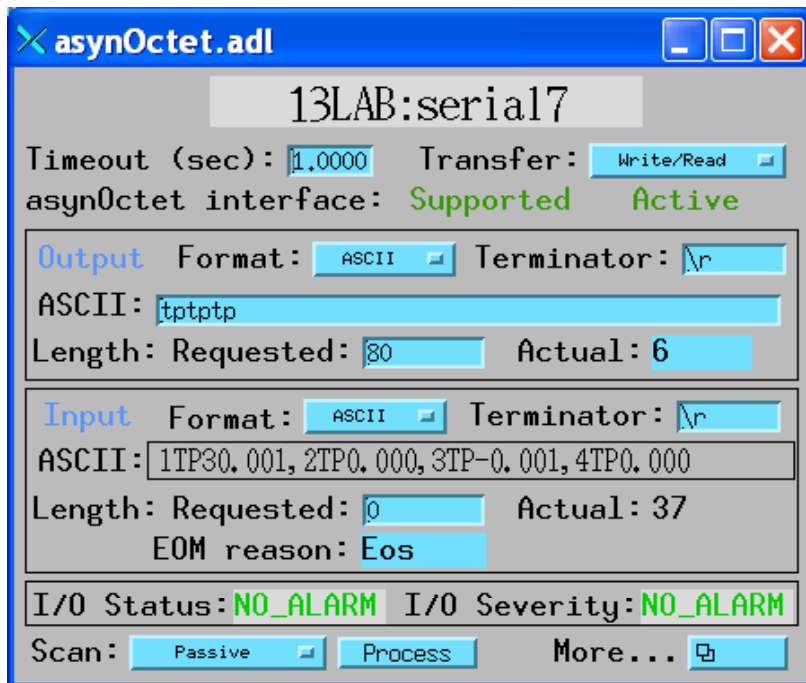 asynOctet.adl
13LAB:serial7
Timeout (sec): 1.0000 Transfer: Write/Read
asynOctet interface: Supported Active
Output Format: ASCII Terminator: \r
ASCII: tptptp
Length: Requested: 80 Actual: 6
Input Format: ASCII Terminator: \r
ASCII: 1TP30.001,2TP0.000,3TP-0.001,4TP0.000
Length: Requested: 0 Actual: 37
EOM reason: Eos
I/O Status: NO_ALARM I/O Severity: NO_ALARM
Scan: Passive Process More...